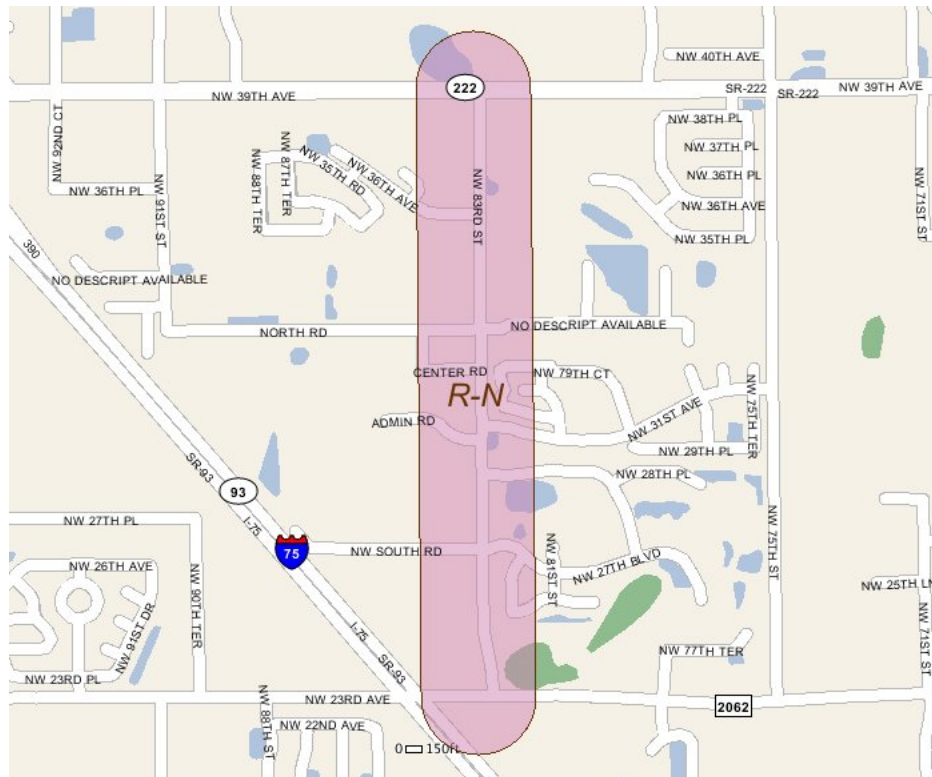 NW 40TH AVE
SR-222
SR-222
NW 39TH AVE
NW 39TH AVE
222
NW 92ND CT
NW 38TH PL
NW 37TH PL
NW 36TH PL
NW 36TH PL
NW 91ST ST
NW 88TH TER
NW 87TH TER
NW 35TH RD
NW 36TH AVE
NW 83RD ST
NW 36TH AVE
NW 35TH PL
NW 71ST ST
390
NO DESCRIPT AVAILABLE
NORTH RD
NO DESCRIPT AVAILABLE
CENTER RD
NW 79TH CT
R-N
NW 75TH TER
ADMIN RD
NW 31ST AVE
NW 29TH PL
SR-93
93
NW 28TH PL
I-75
NW 27TH PL
75
NW SOUTH RD
NW 81ST ST
NW 27TH BLVD
NW 75TH ST
NW 26TH AVE
NW 90TH TER
NW 25TH LN
NW 91ST DR
I-75
SR-93
NW 77TH TER
NW 71ST ST
NW 23RD PL
NW 88TH ST
NW 23RD AVE
2062
NW 22ND AVE
0 150ft